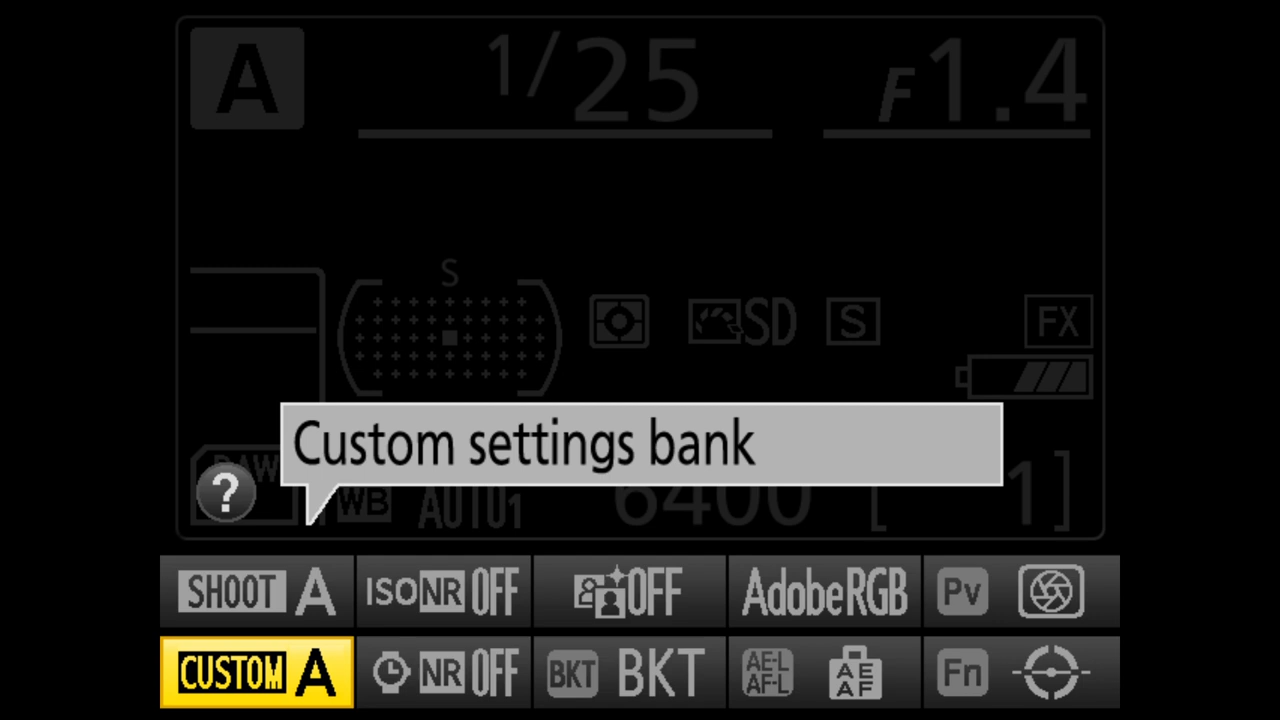 A 1/25 F1.4
S
SD S FX
Custom settings bank
RAW ?
WB AUTO1 6400 [ 1]
SHOOT A ISO NR OFF OFF AdobeRGB Pv
CUSTOM A NR OFF BKT BKT AE-L AF-L AE AF Fn